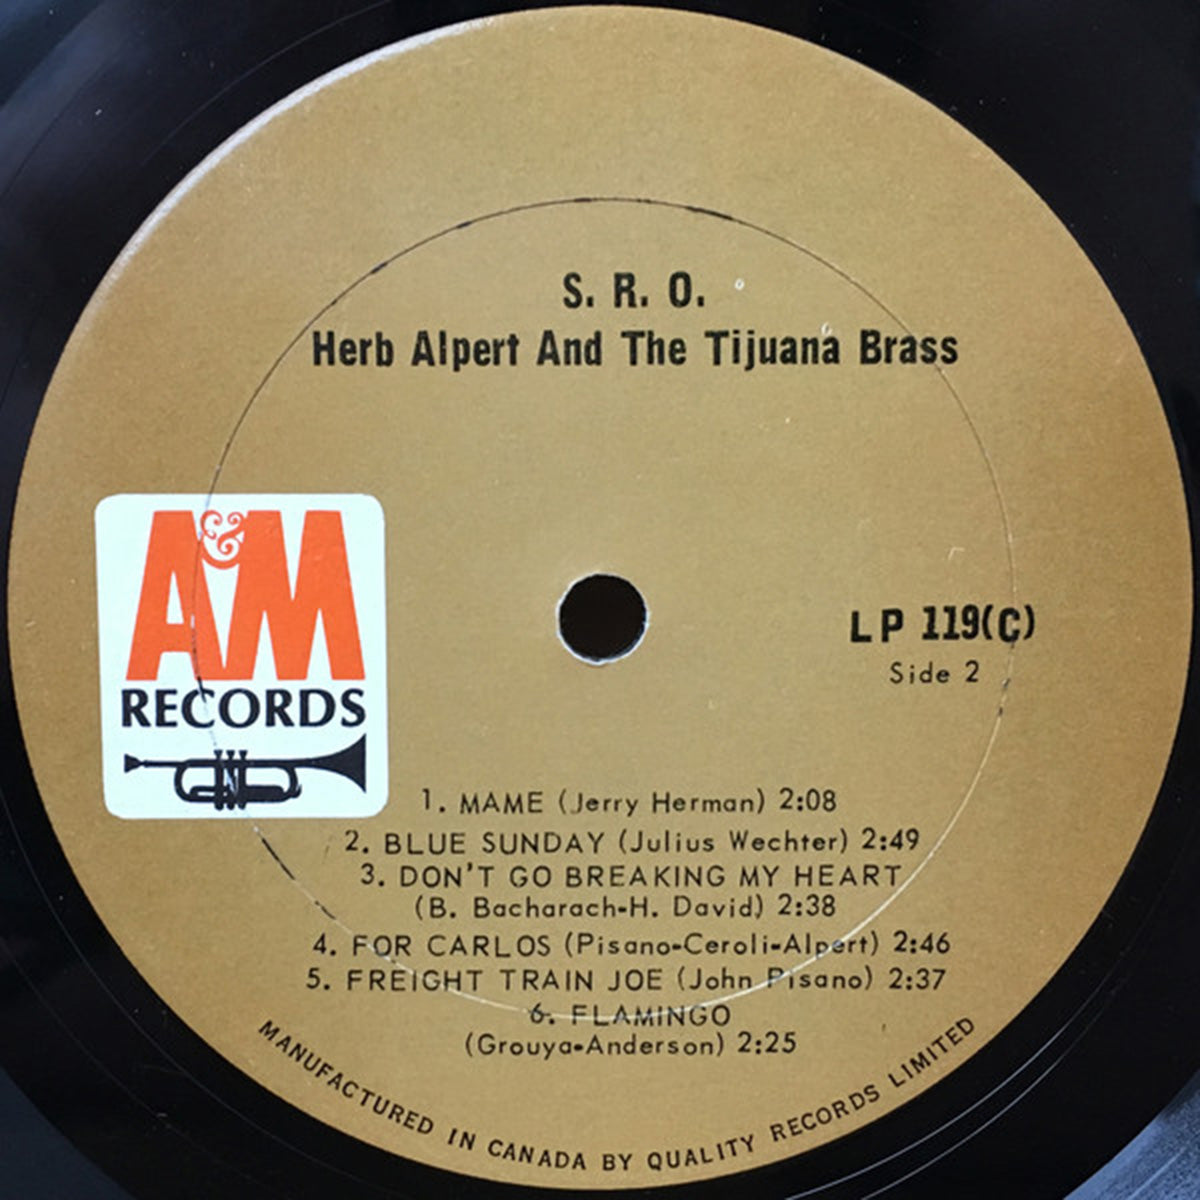 S. R. O.
Herb Alpert And The Tijuana Brass
A&M
RECORDS
LP 119(C)
Side 2
1. MAME (Jerry Herman) 2:08
2. BLUE SUNDAY (Julius Wechter) 2:49
3. DON'T GO BREAKING MY HEART
(B. Bacharach-H. David) 2:38
4. FOR CARLOS (Pisano-Ceroli-Alpert) 2:46
5. FREIGHT TRAIN JOE (John Pisano) 2:37
6. FLAMINGO
(Grouya-Anderson) 2:25
MANUFACTURED IN CANADA BY QUALITY RECORDS LIMITED